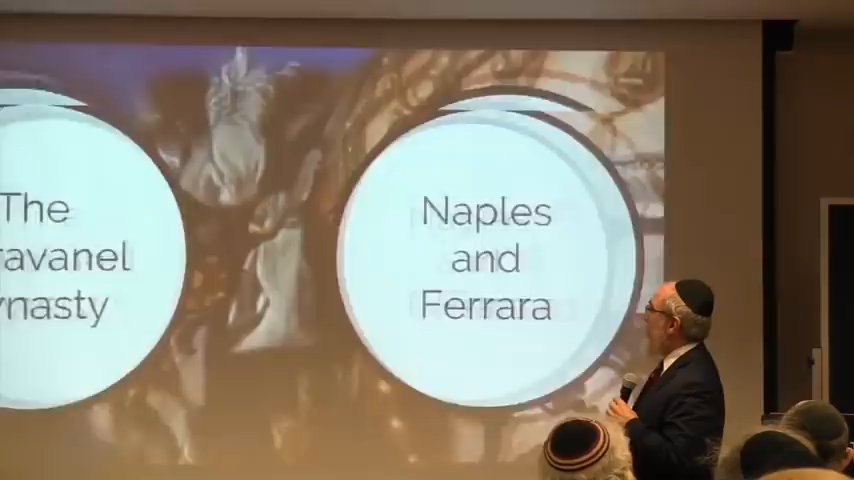 The
ravanel
ynasty
Naples
and
Ferrara